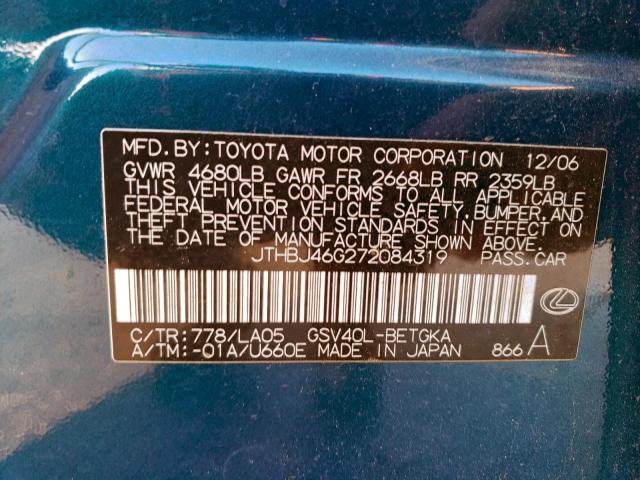 MFD. BY: TOYOTA MOTOR CORPORATION 12/06
GVWR 4680LB GAWR FR 2668LB RR 2359LB
THIS VEHICLE CONFORMS TO ALL APPLICABLE
FEDERAL MOTOR VEHICLE SAFETY, BUMPER, AND
THEFT PREVENTION STANDARDS IN EFFECT ON
THE DATE OF MANUFACTURE SHOWN ABOVE.
JTHBJ46G272084319 PASS. CAR
C/TR: 778/LA05 GSV40L-BETGKA
A/TM: -01A/U660E MADE IN JAPAN 866 A